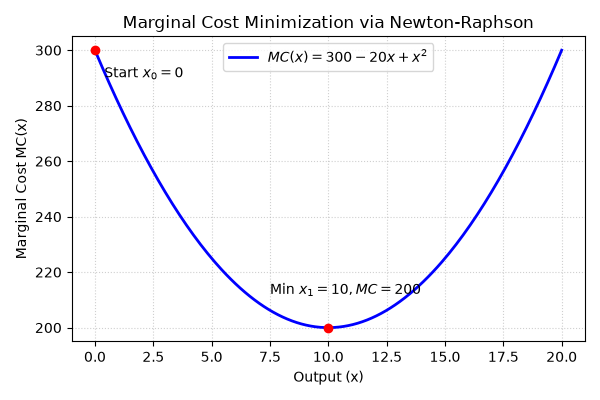 Marginal Cost Minimization via Newton-Raphson
MC(x) = 300 − 20x + x²
Start x₀ = 0
Min x₁ = 10, MC = 200
Marginal Cost MC(x)
300
280
260
240
220
200
0.0 2.5 5.0 7.5 10.0 12.5 15.0 17.5 20.0
Output (x)